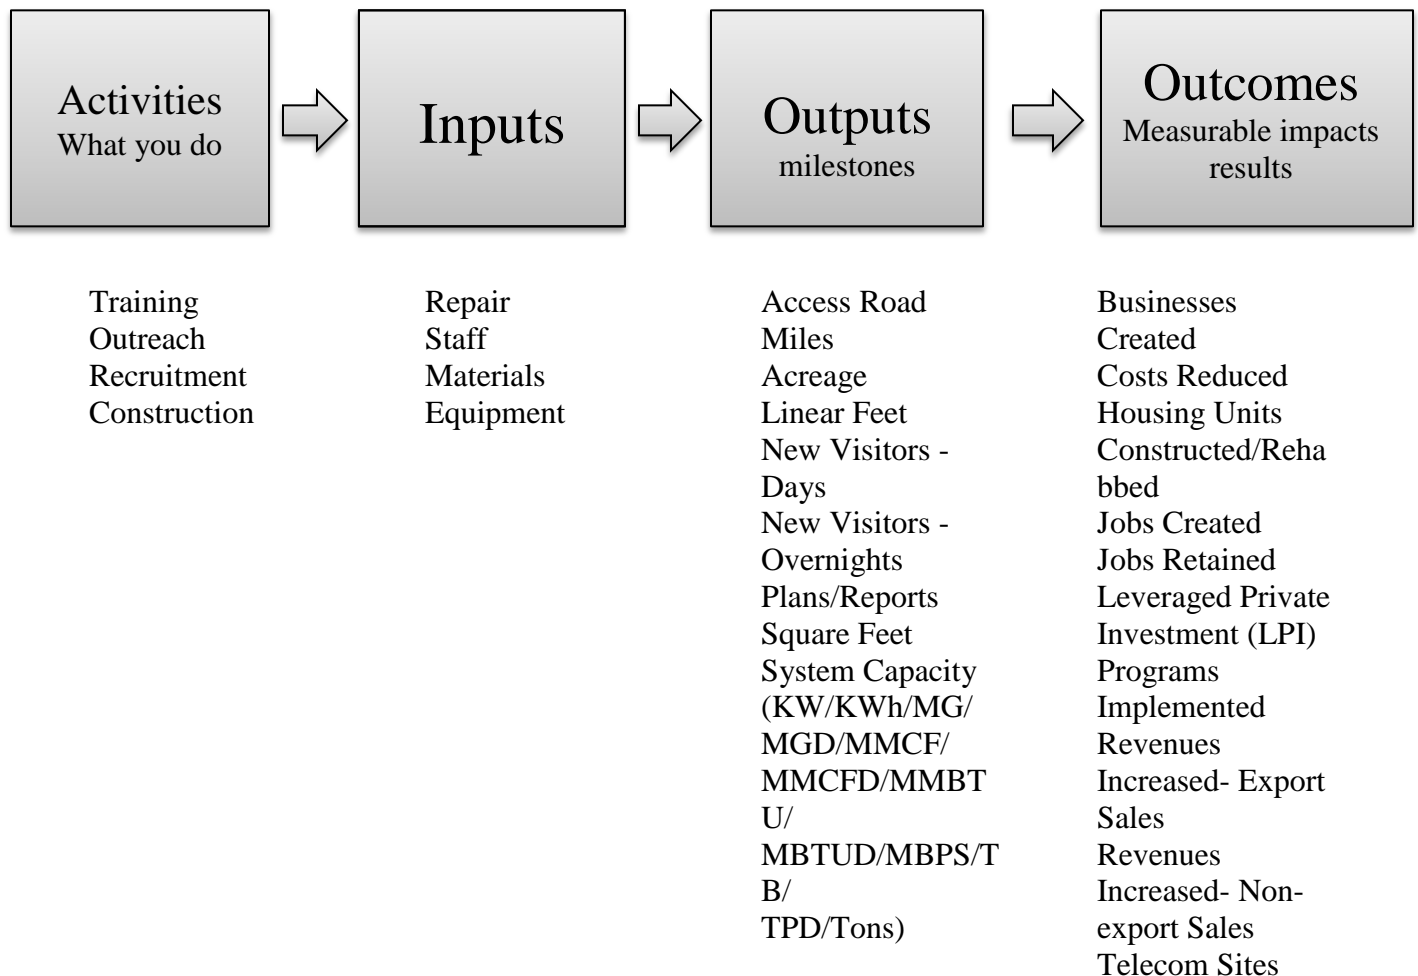 Activities
What you do
Inputs
Outputs
milestones
Outcomes
Measurable impacts
results
Training
Outreach
Recruitment
Construction
Repair
Staff
Materials
Equipment
Access Road
Miles
Acreage
Linear Feet
New Visitors -
Days
New Visitors -
Overnights
Plans/Reports
Square Feet
System Capacity
(KW/KWh/MG/
MGD/MMCF/
MMCFD/MMBT
U/
MBTUD/MBPS/T
B/
TPD/Tons)
Businesses
Created
Costs Reduced
Housing Units
Constructed/Reha
bbed
Jobs Created
Jobs Retained
Leveraged Private
Investment (LPI)
Programs
Implemented
Revenues
Increased- Export
Sales
Revenues
Increased- Non-
export Sales
Telecom Sites